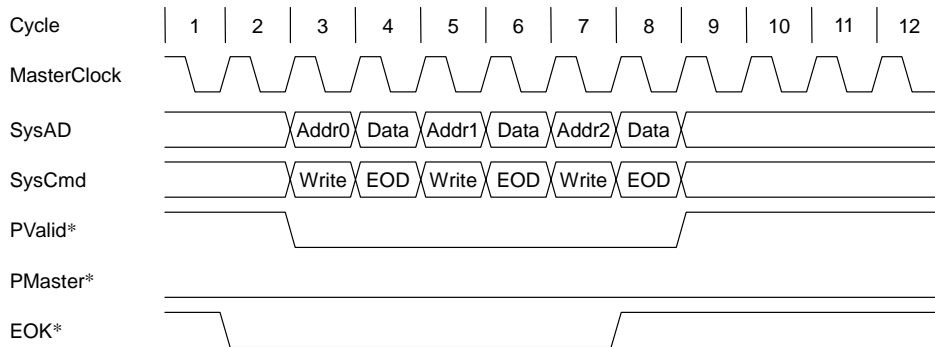 Cycle 1 2 3 4 5 6 7 8 9 10 11 12
MasterClock
SysAD Addr0 Data Addr1 Data Addr2 Data
SysCmd Write EOD Write EOD Write EOD
PValid*
PMaster*
EOK*